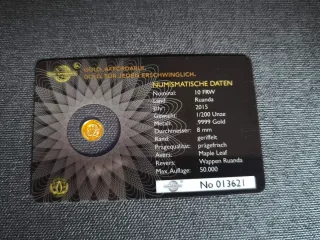 GOLD. AFFORDABLE.
GOLD. FÜR JEDEN ERSCHWINGLICH.
NUMISMATISCHE DATEN
Nominal: 10 FRW
Land: Ruanda
2015
Gewicht: 1/200 Unze
Metall: 9999 Gold
Durchmesser: 8 mm
Rand: geriffelt
Prägequalität: prägefrisch
Avers: Maple Leaf
Revers: Wappen Ruanda
Max. Auflage: 50.000
No 013621